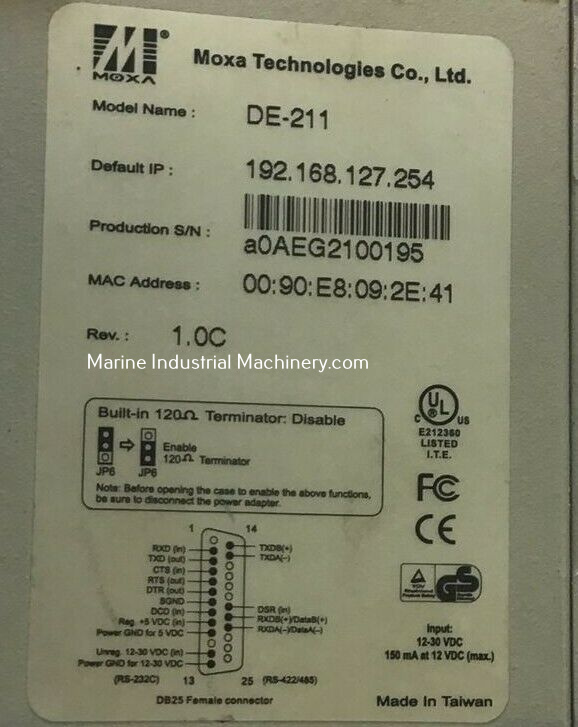 MOXA ®
Moxa Technologies Co., Ltd.
Model Name : DE-211
Default IP : 192.168.127.254
Production S/N : a0AEG2100195
MAC Address : 00:90:E8:09:2E:41
Rev. : 1.0C
Marine Industrial Machinery.com
Built-in 120Ω Terminator: Disable
JP6
JP6
Enable
120Ω Terminator
Note: Before opening the case to enable the above functions,
be sure to disconnect the power adapter.
C UL ® US
E212360
LISTED
I.T.E.
FC
CE
TÜV
GS
1 14
RXD (in)
TXD (out)
CTS (in)
RTS (out)
DTR (out)
SGND
DCD (in)
Reg. +5 VDC (in)
Power GND for 5 VDC
Unreg. 12-30 VDC (in)
Power GND for 12-30 VDC
TXDB(+)
TXDA(–)
DSR (in)
RXDB(+)/DataB(+)
RXDA(–)/DataA(–)
(RS-232C) 13 25 (RS-422/485)
DB25 Female connector
Input:
12-30 VDC
150 mA at 12 VDC (max.)
Made In Taiwan